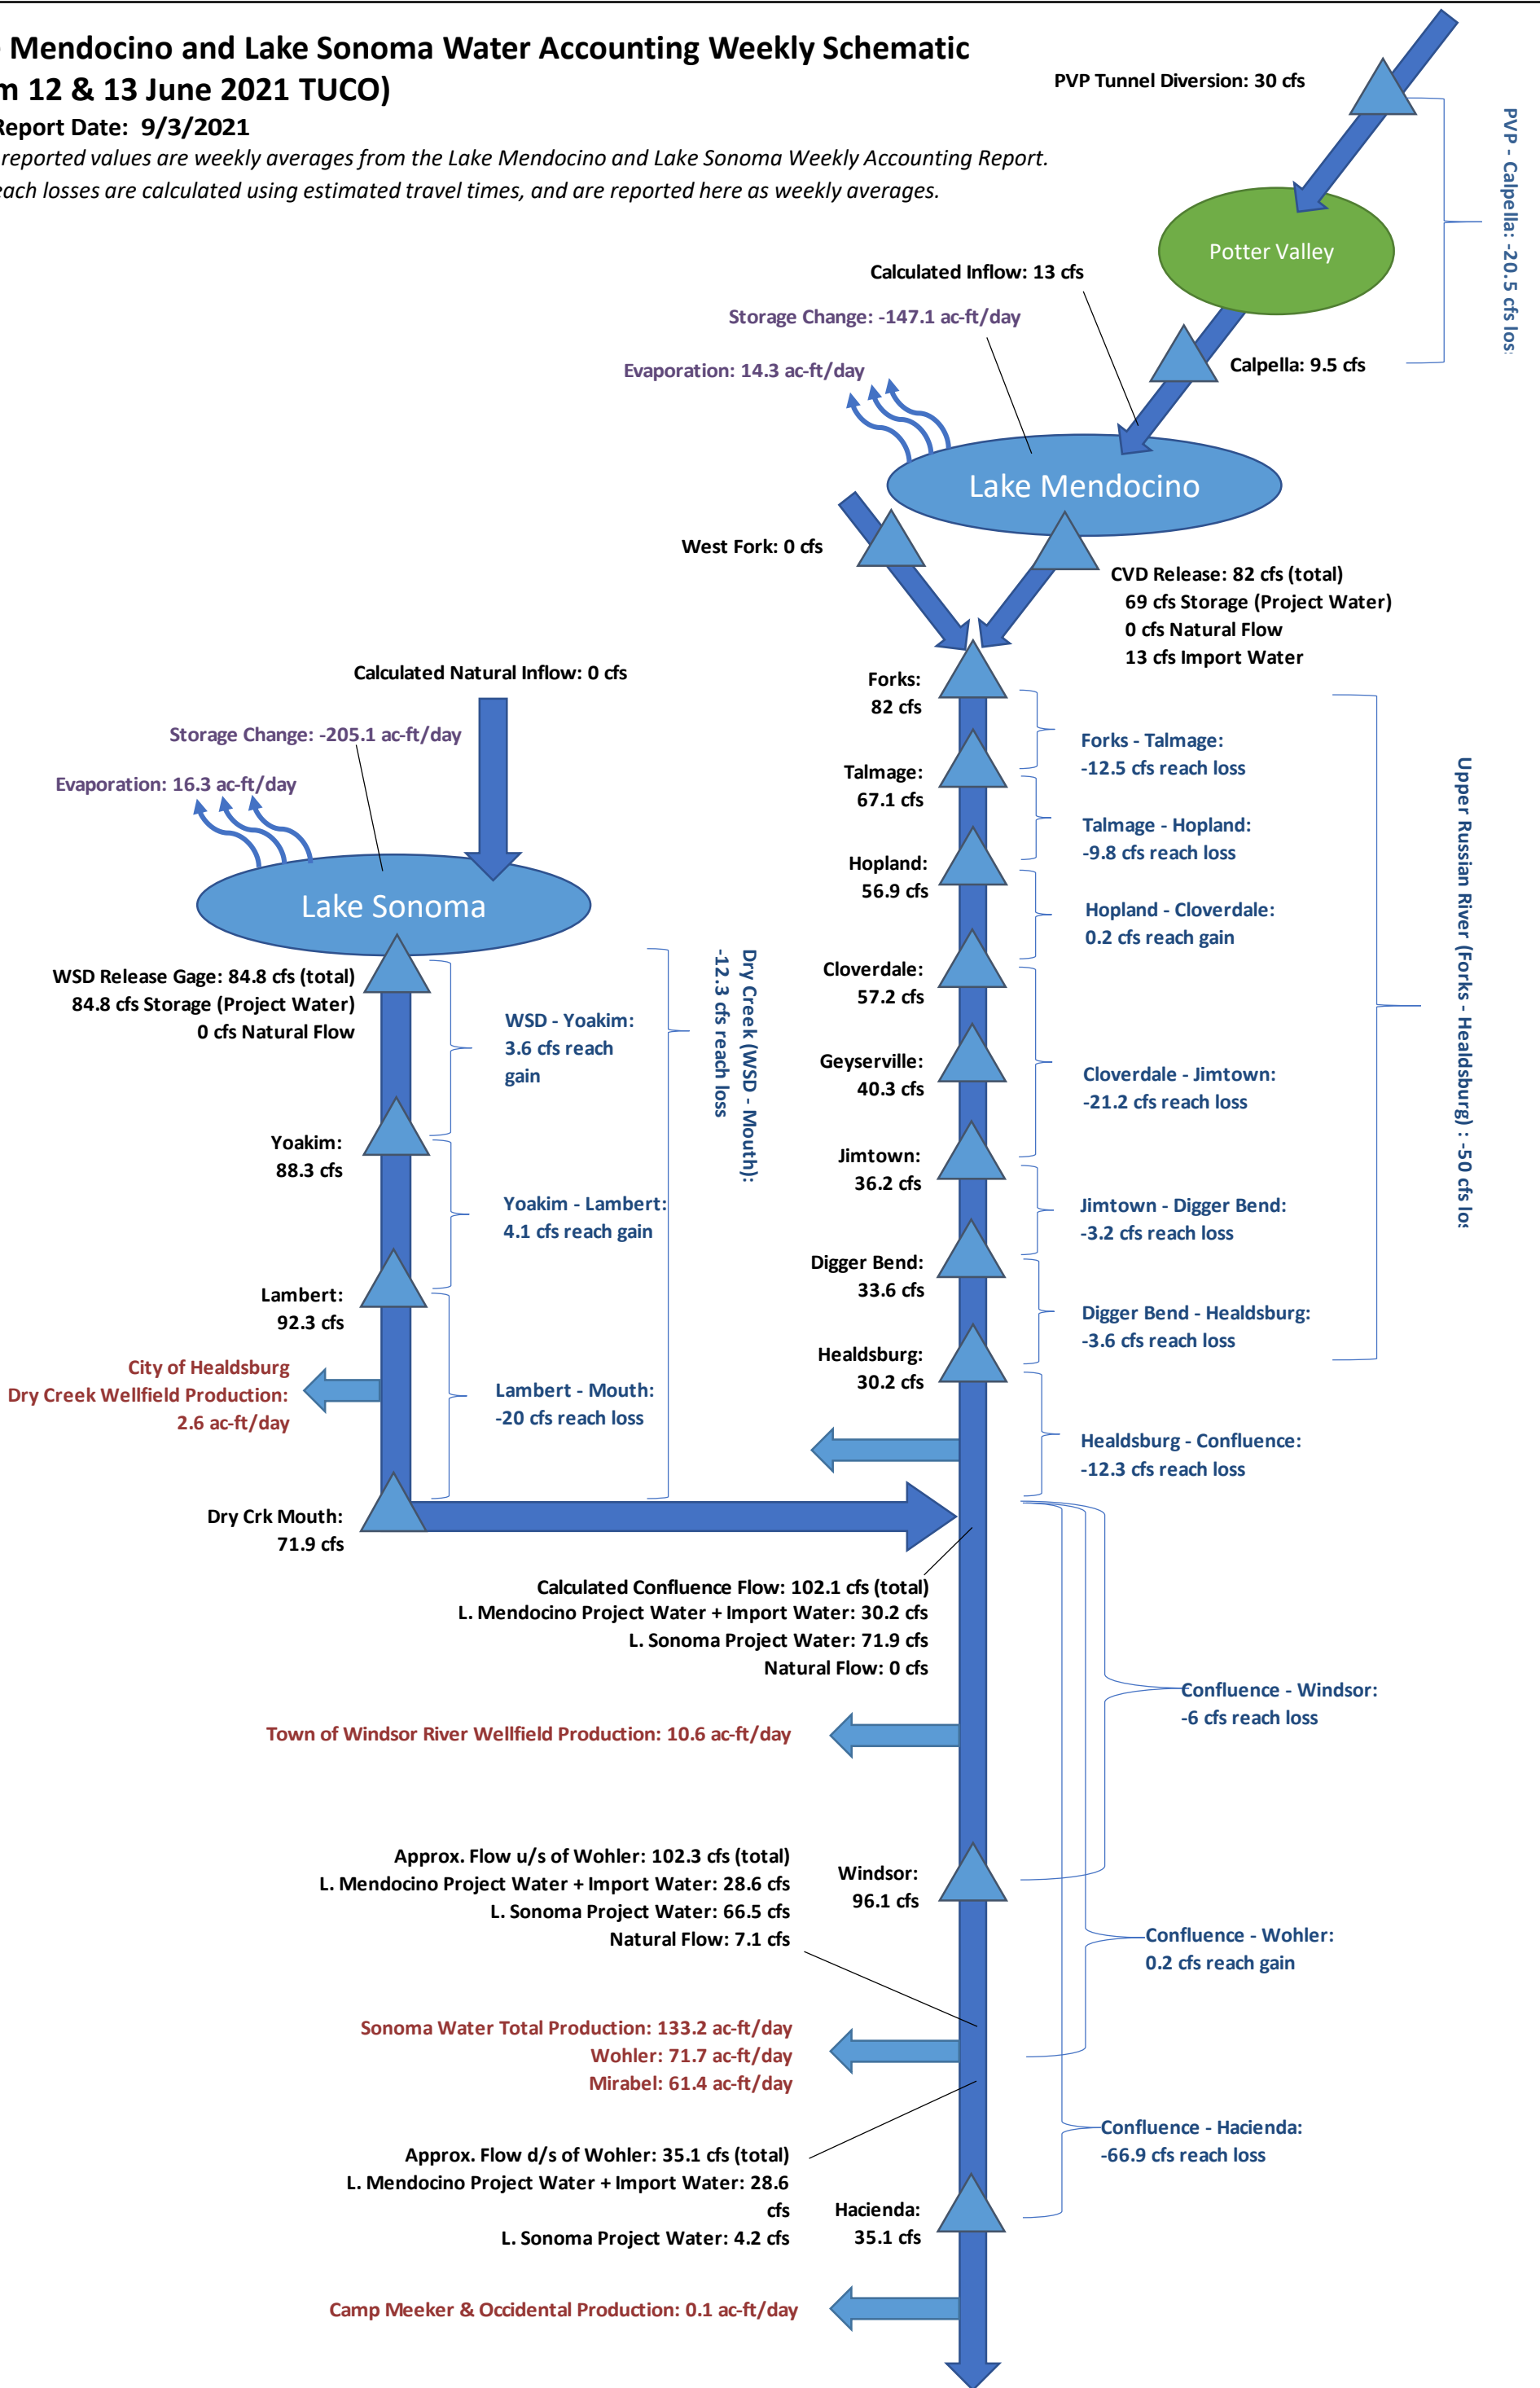 Mendocino and Lake Sonoma Water Accounting Weekly Schematic
12 & 13 June 2021 TUCO)
Report Date: 9/3/2021
reported values are weekly averages from the Lake Mendocino and Lake Sonoma Weekly Accounting Report.
each losses are calculated using estimated travel times, and are reported here as weekly averages.
PVP Tunnel Diversion: 30 cfs
PVP - Calpella: -20.5 cfs los
Potter Valley
Calculated Inflow: 13 cfs
Storage Change: -147.1 ac-ft/day
Evaporation: 14.3 ac-ft/day
Calpella: 9.5 cfs
Lake Mendocino
West Fork: 0 cfs
CVD Release: 82 cfs (total)
69 cfs Storage (Project Water)
0 cfs Natural Flow
13 cfs Import Water
Forks:
82 cfs
Forks - Talmage:
-12.5 cfs reach loss
Talmage:
67.1 cfs
Talmage - Hopland:
-9.8 cfs reach loss
Hopland:
56.9 cfs
Hopland - Cloverdale:
0.2 cfs reach gain
Cloverdale:
57.2 cfs
Geyserville:
40.3 cfs
Cloverdale - Jimtown:
-21.2 cfs reach loss
Jimtown:
36.2 cfs
Jimtown - Digger Bend:
-3.2 cfs reach loss
Digger Bend:
33.6 cfs
Digger Bend - Healdsburg:
-3.6 cfs reach loss
Healdsburg:
30.2 cfs
Upper Russian River (Forks - Healdsburg) : -50 cfs los
Healdsburg - Confluence:
-12.3 cfs reach loss
Calculated Natural Inflow: 0 cfs
Storage Change: -205.1 ac-ft/day
Evaporation: 16.3 ac-ft/day
Lake Sonoma
WSD Release Gage: 84.8 cfs (total)
84.8 cfs Storage (Project Water)
0 cfs Natural Flow
WSD - Yoakim:
3.6 cfs reach
gain
Dry Creek (WSD - Mouth):
-12.3 cfs reach loss
Yoakim:
88.3 cfs
Yoakim - Lambert:
4.1 cfs reach gain
Lambert:
92.3 cfs
City of Healdsburg
Dry Creek Wellfield Production:
2.6 ac-ft/day
Lambert - Mouth:
-20 cfs reach loss
Dry Crk Mouth:
71.9 cfs
Calculated Confluence Flow: 102.1 cfs (total)
L. Mendocino Project Water + Import Water: 30.2 cfs
L. Sonoma Project Water: 71.9 cfs
Natural Flow: 0 cfs
Confluence - Windsor:
-6 cfs reach loss
Town of Windsor River Wellfield Production: 10.6 ac-ft/day
Approx. Flow u/s of Wohler: 102.3 cfs (total)
L. Mendocino Project Water + Import Water: 28.6 cfs
L. Sonoma Project Water: 66.5 cfs
Natural Flow: 7.1 cfs
Windsor:
96.1 cfs
Confluence - Wohler:
0.2 cfs reach gain
Sonoma Water Total Production: 133.2 ac-ft/day
Wohler: 71.7 ac-ft/day
Mirabel: 61.4 ac-ft/day
Confluence - Hacienda:
-66.9 cfs reach loss
Approx. Flow d/s of Wohler: 35.1 cfs (total)
L. Mendocino Project Water + Import Water: 28.6
cfs
L. Sonoma Project Water: 4.2 cfs
Hacienda:
35.1 cfs
Camp Meeker & Occidental Production: 0.1 ac-ft/day